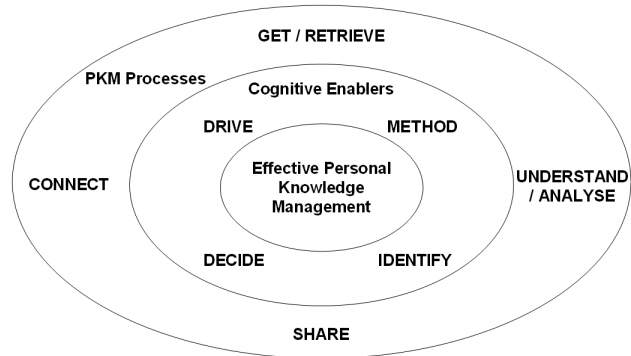 GET / RETRIEVE
PKM Processes
Cognitive Enablers
DRIVE
METHOD
Effective Personal
Knowledge
Management
CONNECT
UNDERSTAND
/ ANALYSE
DECIDE
IDENTIFY
SHARE